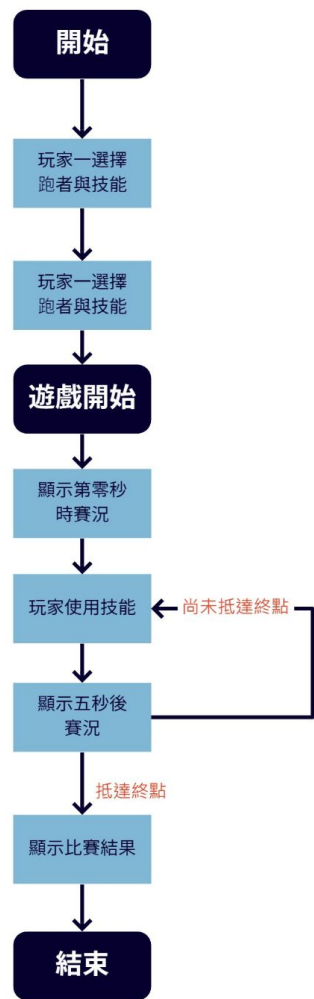 開始
玩家一選擇
跑者與技能
玩家一選擇
跑者與技能
遊戲開始
顯示第零秒
時賽況
玩家使用技能
尚未抵達終點
顯示五秒後
賽況
抵達終點
顯示比賽結果
結束